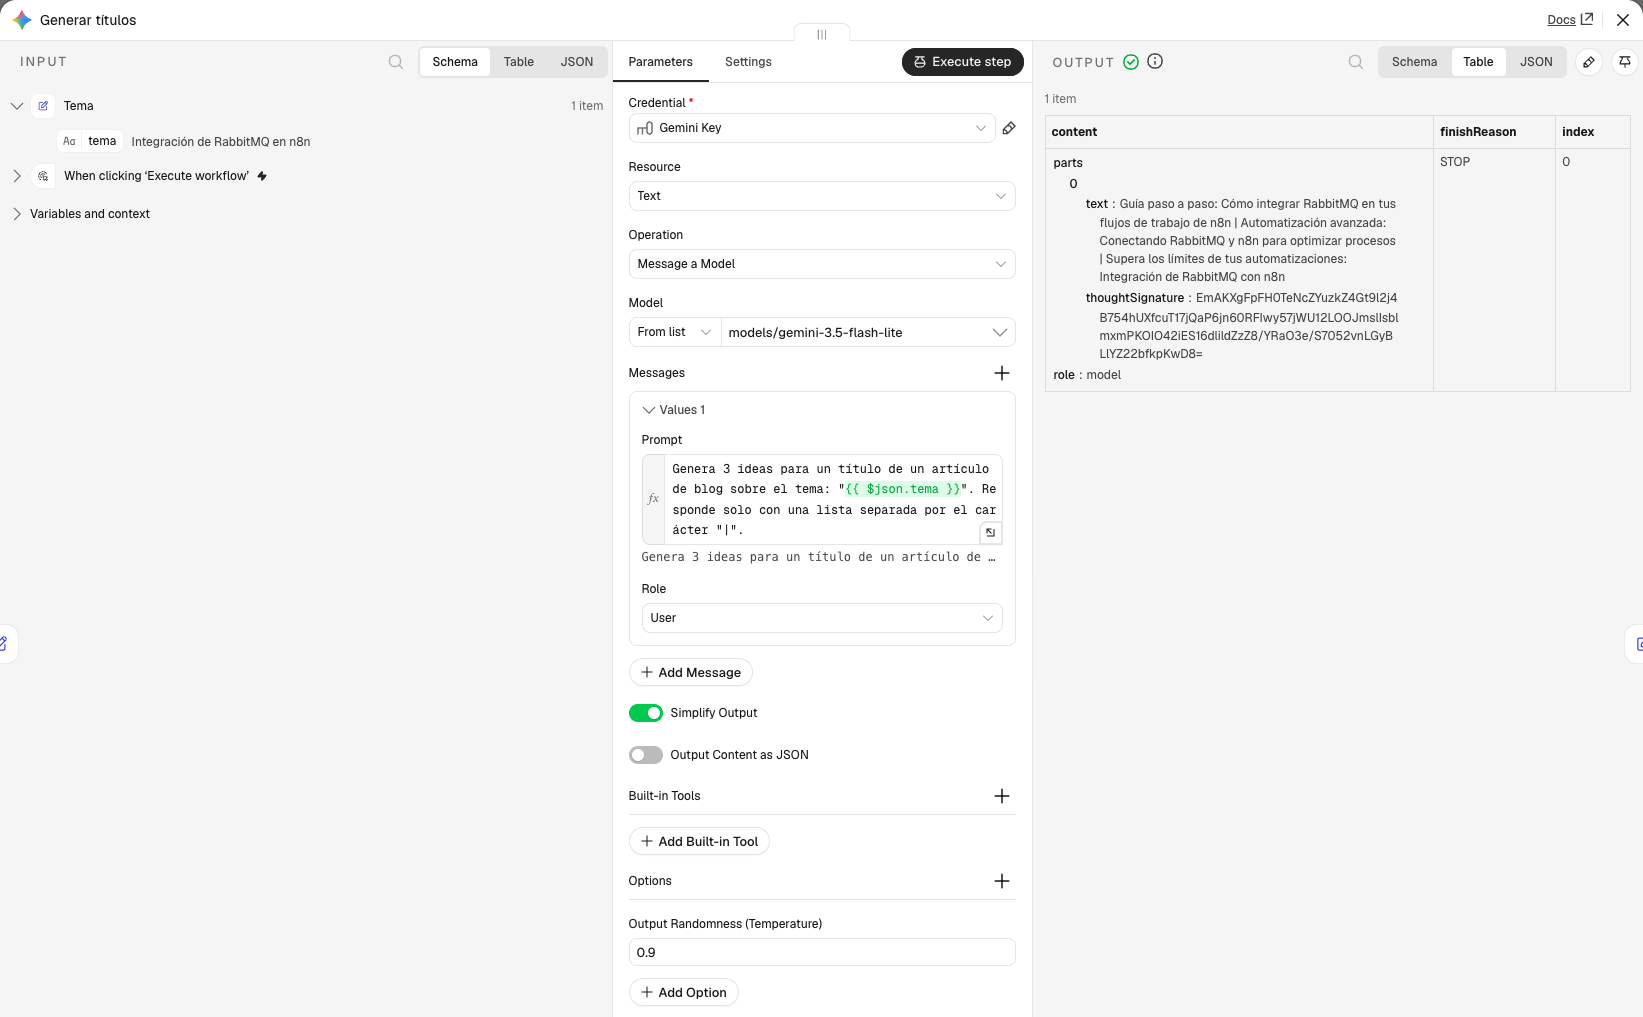 Generar títulos
Docs
INPUT
Schema
Table
JSON
Tema
1 item
Aa
tema
Integración de RabbitMQ en n8n
When clicking ‘Execute workflow’
Variables and context
Parameters
Settings
Execute step
Credential *
Gemini Key
Resource
Text
Operation
Message a Model
Model
From list
models/gemini-3.5-flash-lite
Messages
Values 1
Prompt
fx
Genera 3 ideas para un título de un artículo
de blog sobre el tema: "{{ $json.tema }}". Re
sponde solo con una lista separada por el car
ácter "|".
Genera 3 ideas para un título de un artículo de …
Role
User
Add Message
Simplify Output
Output Content as JSON
Built-in Tools
Add Built-in Tool
Options
Output Randomness (Temperature)
0.9
Add Option
OUTPUT
Schema
Table
JSON
1 item
content
finishReason
index
parts
STOP
0
0
text : Guía paso a paso: Cómo integrar RabbitMQ en tus
flujos de trabajo de n8n | Automatización avanzada:
Conectando RabbitMQ y n8n para optimizar procesos
| Supera los límites de tus automatizaciones:
Integración de RabbitMQ con n8n
thoughtSignature :
role : model